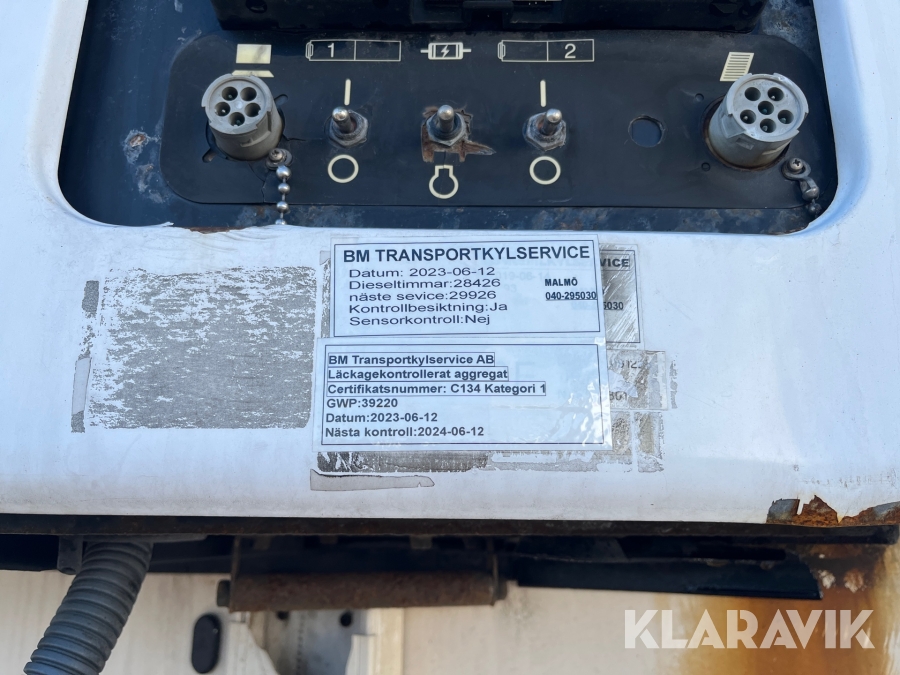 1
2
BM TRANSPORTKYLSERVICE
Datum: 2023-06-12
Dieseltimmar:28426
näste sevice:29926
Kontrollbesiktning:Ja
Sensorkontroll:Nej
MALMÖ
040-295030
VICE
5030
BM Transportkylservice AB
Läckagekontrollerat aggregat
Certifikatsnummer: C134 Kategori 1
GWP:39220
Datum:2023-06-12
Nästa kontroll:2024-06-12
KLARAVIK